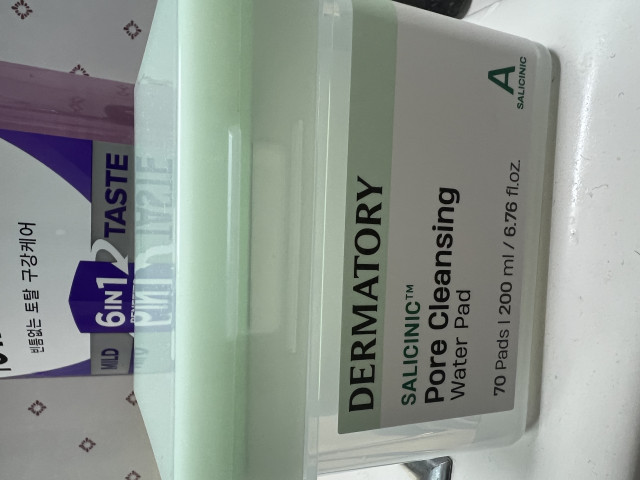 DERMATORY
SALICINIC™
Pore Cleansing
Water Pad
70 Pads | 200 ml / 6.76 fl.oz.
A
SALICINIC
빈틈없는 토탈 구강케어
6IN1
MILD
TASTE